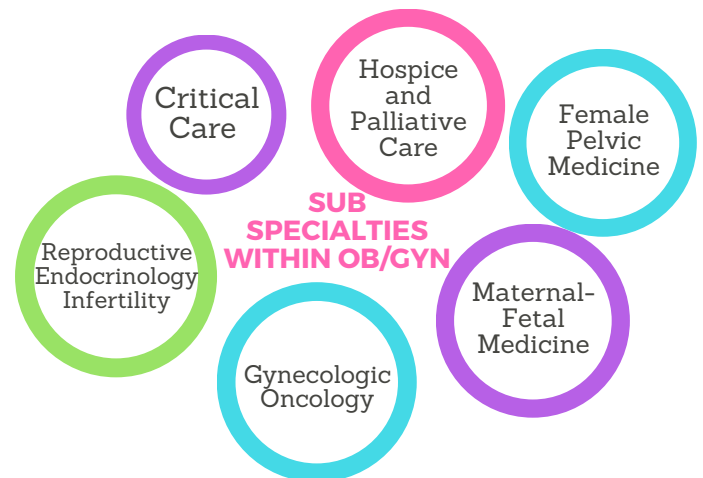 Critical
Care
Hospice
and
Palliative
Care
Female
Pelvic
Medicine
SUB
SPECIALTIES
WITHIN OB/GYN
Reproductive
Endocrinology
Infertility
Maternal-
Fetal
Medicine
Gynecologic
Oncology